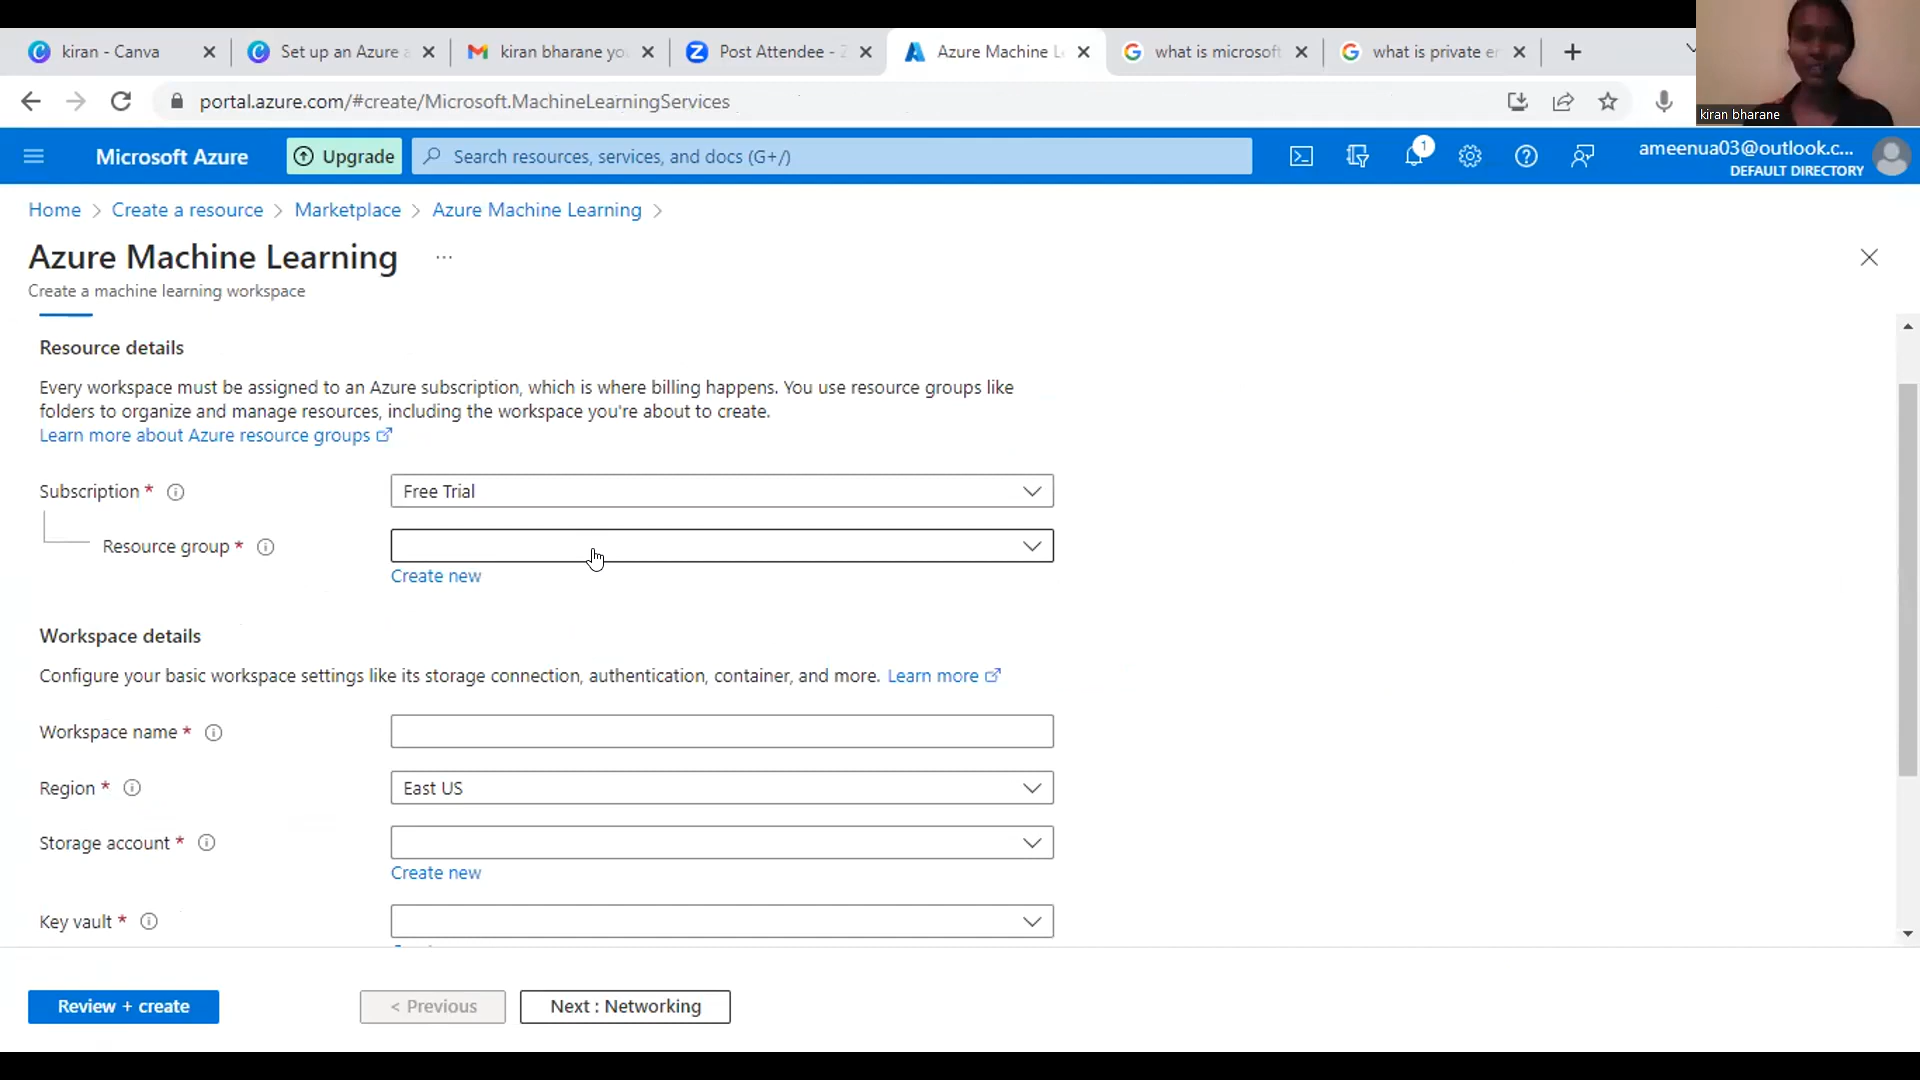 kiran - Canva
Set up an Azure a
kiran bharane yo
Post Attendee - Z
Azure Machine Le
what is microsoft
what is private en
portal.azure.com/#create/Microsoft.MachineLearningServices
kiran bharane
Microsoft Azure
Upgrade
Search resources, services, and docs (G+/)
1
ameenua03@outlook.c...
DEFAULT DIRECTORY
Home > Create a resource > Marketplace > Azure Machine Learning >
Azure Machine Learning ...
Create a machine learning workspace
Resource details
Every workspace must be assigned to an Azure subscription, which is where billing happens. You use resource groups like
folders to organize and manage resources, including the workspace you're about to create.
Learn more about Azure resource groups
Subscription * Free Trial
Resource group *
Create new
Workspace details
Configure your basic workspace settings like its storage connection, authentication, container, and more. Learn more
Workspace name *
Region * East US
Storage account *
Create new
Key vault *
Review + create
< Previous
Next : Networking